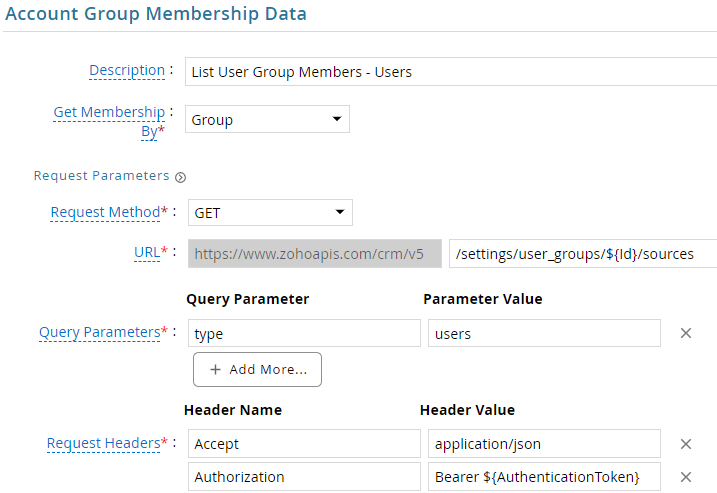 Account Group Membership Data
Description : List User Group Members - Users
Get Membership : Group
By*
Request Parameters
Request Method* : GET
URL* : https://www.zohoapis.com/crm/v5 /settings/user_groups/${Id}/sources
Query Parameter Parameter Value
Query Parameters* : type users
+ Add More...
Header Name Header Value
Request Headers* : Accept application/json
Authorization Bearer ${AuthenticationToken}